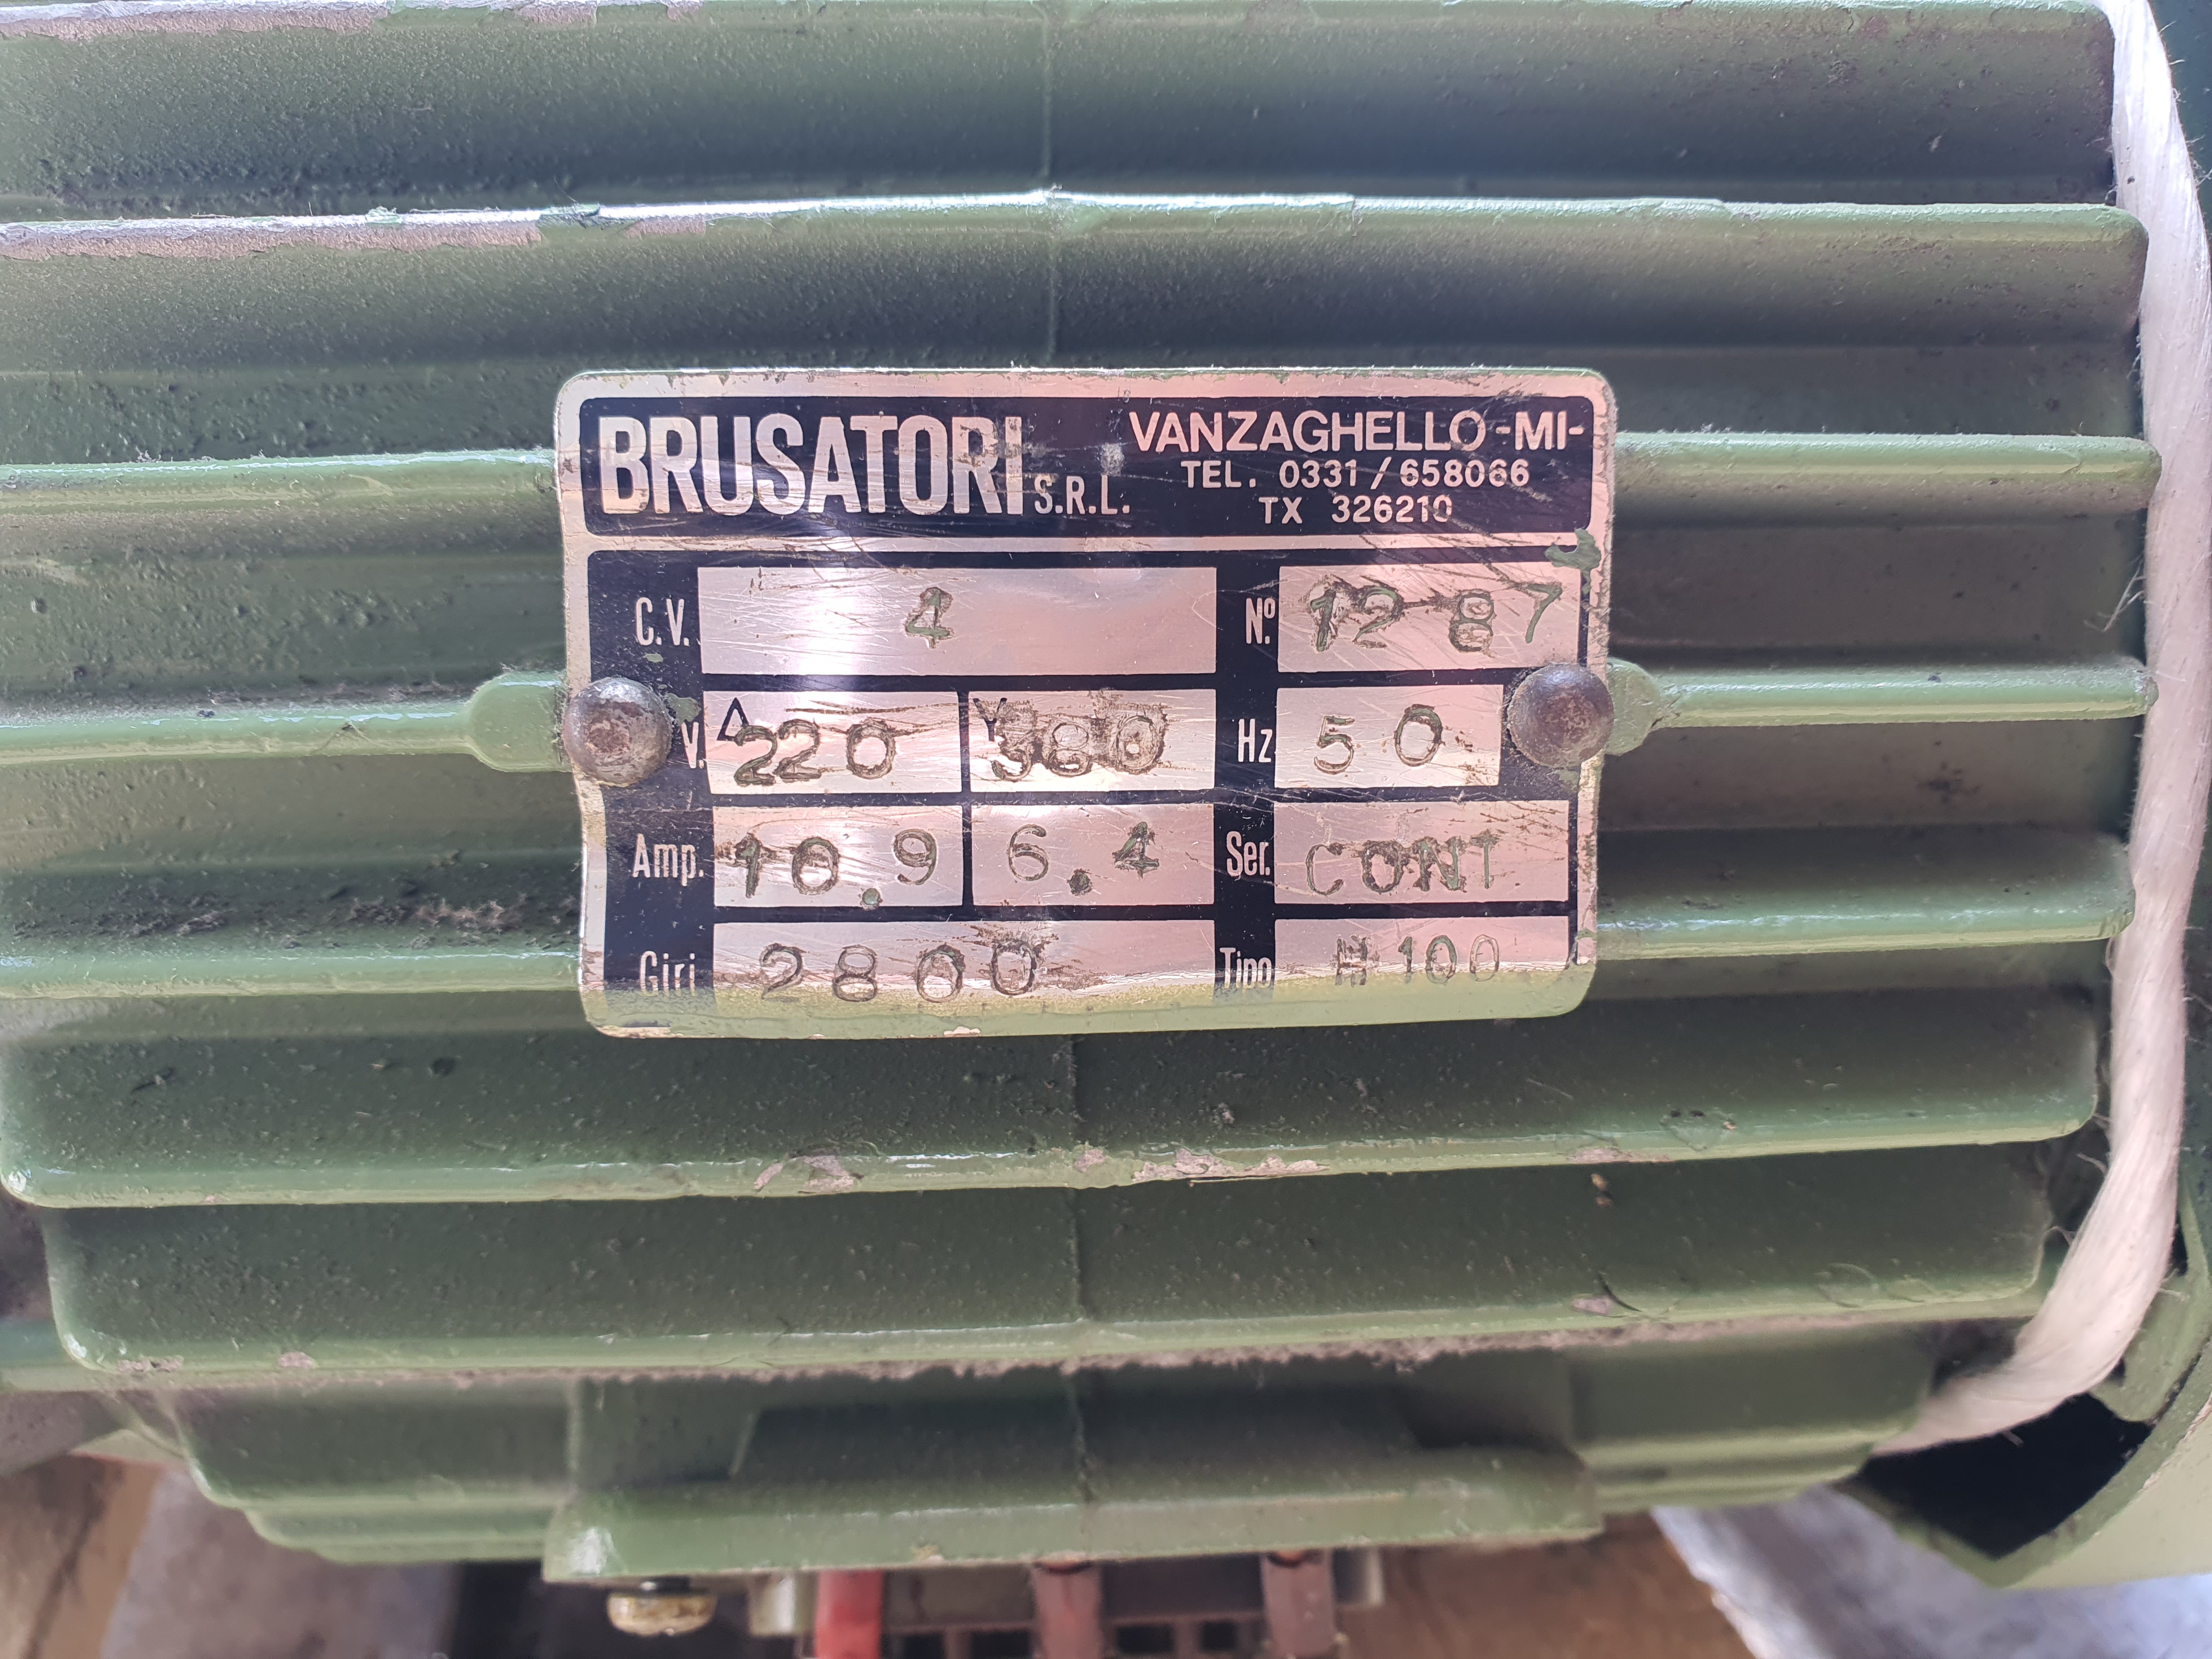 BRUSATORI S.R.L.
VANZAGHELLO -MI-
TEL. 0331/658066
TX 326210
C.V. 4 Nº. 12-87
V. Δ 220 Y 380 Hz 50
Amp. 10.9 6.4 Ser. CONT
Giri 2800 Tipo H 100